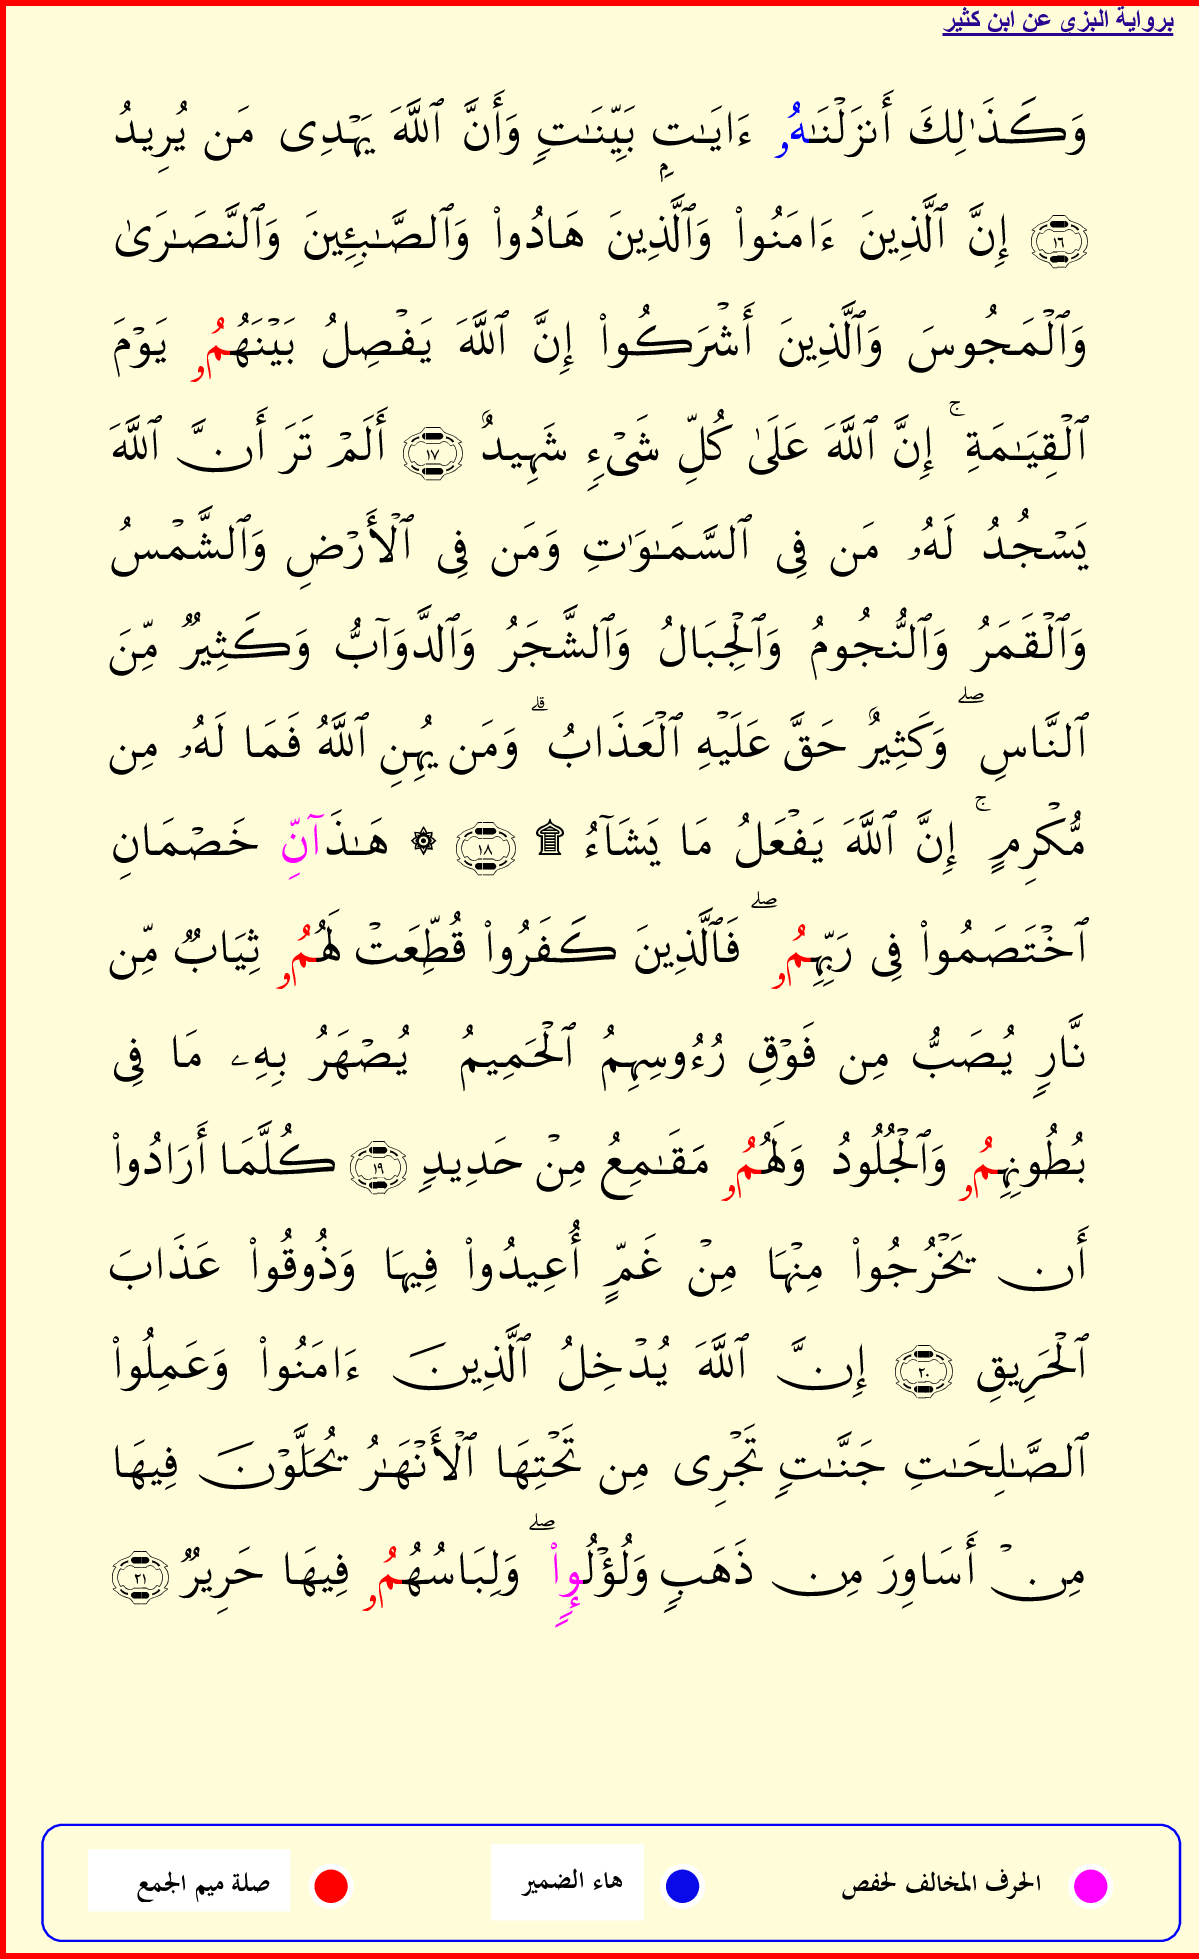 برواية البزى عن ابن كثير
وَكَذَٰلِكَ أَنزَلْنَـٰهُۥ ءَايَـٰتٍۭ بَيِّنَـٰتٍ وَأَنَّ ٱللَّهَ يَهْدِى مَن يُرِيدُ
١٦ إِنَّ ٱلَّذِينَ ءَامَنُوا۟ وَٱلَّذِينَ هَادُوا۟ وَٱلصَّـٰبِـِٔينَ وَٱلنَّصَـٰرَىٰ
وَٱلْمَجُوسَ وَٱلَّذِينَ أَشْرَكُوا۟ إِنَّ ٱللَّهَ يَفْصِلُ بَيْنَهُمُۥ يَوْمَ
ٱلْقِيَـٰمَةِ ۚ إِنَّ ٱللَّهَ عَلَىٰ كُلِّ شَىْءٍ شَهِيدٌ ١٧ أَلَمْ تَرَ أَنَّ ٱللَّهَ
يَسْجُدُ لَهُۥ مَن فِى ٱلسَّمَـٰوَٰتِ وَمَن فِى ٱلْأَرْضِ وَٱلشَّمْسُ
وَٱلْقَمَرُ وَٱلنُّجُومُ وَٱلْجِبَالُ وَٱلشَّجَرُ وَٱلدَّوَآبُّ وَكَثِيرٌ مِّنَ
ٱلنَّاسِ ۖ وَكَثِيرٌ حَقَّ عَلَيْهِ ٱلْعَذَابُ ۗ وَمَن يُهِنِ ٱللَّهُ فَمَا لَهُۥ مِن
مُّكْرِمٍ ۚ إِنَّ ٱللَّهَ يَفْعَلُ مَا يَشَآءُ ۩ ١٨ ۞ هَـٰذَآنِّ خَصْمَانِ
ٱخْتَصَمُوا۟ فِى رَبِّهِمُۥ ۖ فَٱلَّذِينَ كَفَرُوا۟ قُطِّعَتْ لَهُمُۥ ثِيَابٌ مِّن
نَّارٍ يُصَبُّ مِن فَوْقِ رُءُوسِهِمُ ٱلْحَمِيمُ يُصْهَرُ بِهِۦ مَا فِى
بُطُونِهِمُۥ وَٱلْجُلُودُ وَلَهُمُۥ مَقَـٰمِعُ مِنْ حَدِيدٍ ١٩ كُلَّمَا أَرَادُوا۟
أَن يَخْرُجُوا۟ مِنْهَا مِنْ غَمٍّ أُعِيدُوا۟ فِيهَا وَذُوقُوا۟ عَذَابَ
ٱلْحَرِيقِ ٢٠ إِنَّ ٱللَّهَ يُدْخِلُ ٱلَّذِينَ ءَامَنُوا۟ وَعَمِلُوا۟
ٱلصَّـٰلِحَـٰتِ جَنَّـٰتٍ تَجْرِى مِن تَحْتِهَا ٱلْأَنْهَـٰرُ يُحَلَّوْنَ فِيهَا
مِنْ أَسَاوِرَ مِن ذَهَبٍ وَلُؤْلُوٍٕا۟ ۖ وَلِبَاسُهُمُۥ فِيهَا حَرِيرٌ ٢١
الحرف المخالف لحفص هاء الضمير صلة ميم الجمع